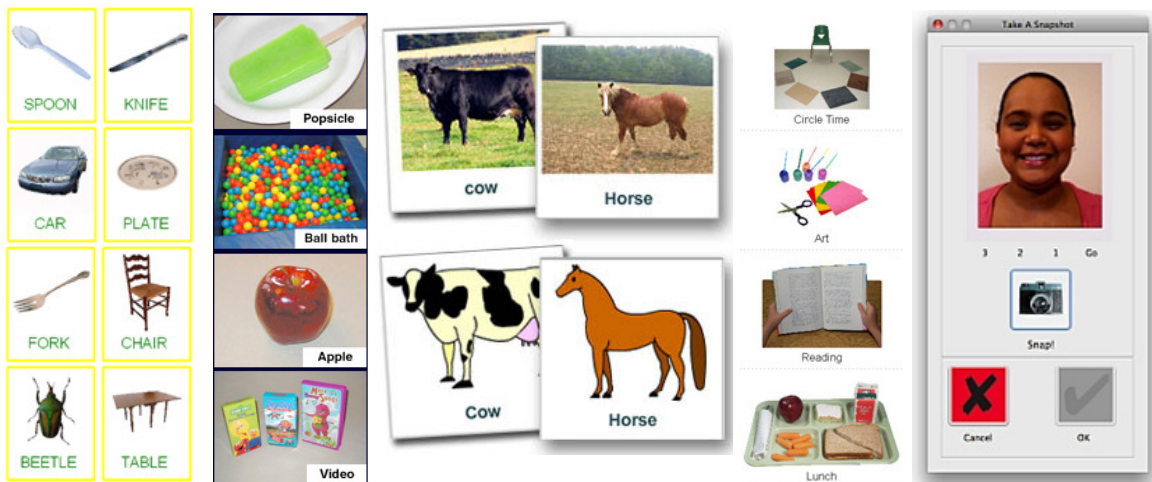 SPOON
KNIFE
CAR
PLATE
FORK
CHAIR
BEETLE
TABLE
Popsicle
Ball bath
Apple
Video
cow
Horse
Cow
Horse
Circle Time
Art
Reading
Lunch
Take A Snapshot
3 2 1 Go
Snap!
Cancel
OK